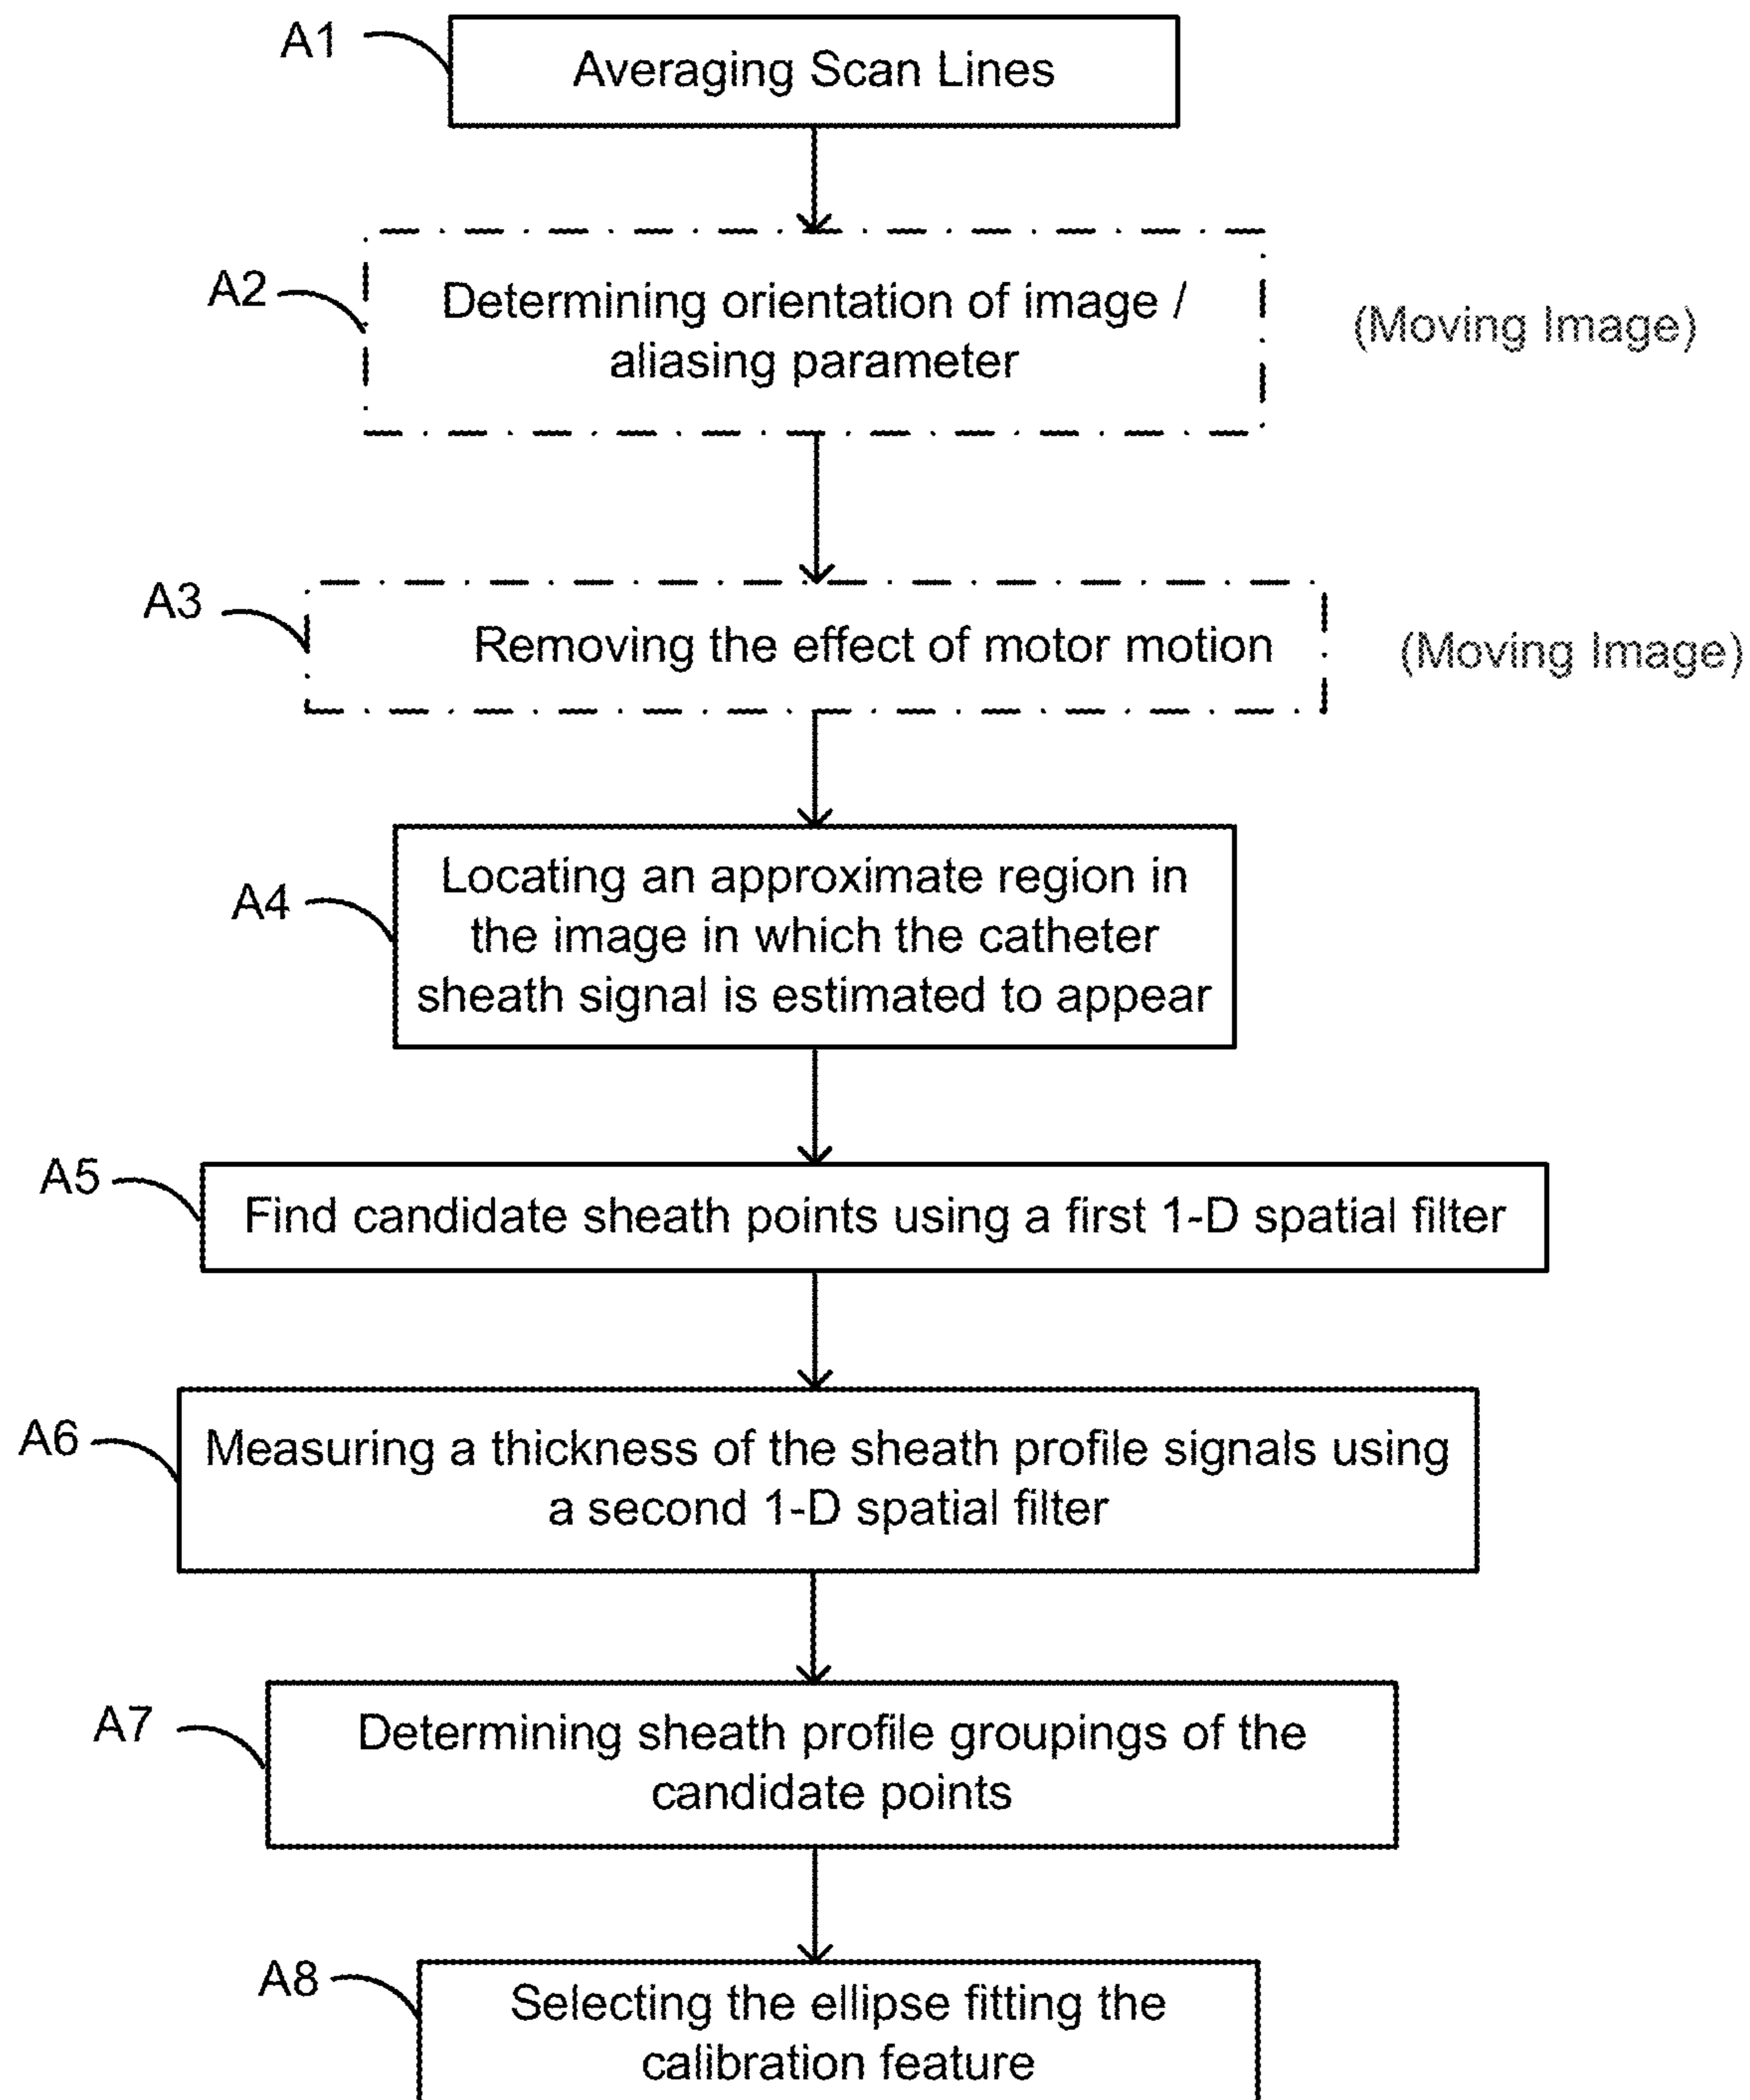 A1
Averaging Scan Lines
A2
Determining orientation of image /
aliasing parameter
(Moving Image)
A3
Removing the effect of motor motion
(Moving Image)
A4
Locating an approximate region in
the image in which the catheter
sheath signal is estimated to appear
A5
Find candidate sheath points using a first 1-D spatial filter
A6
Measuring a thickness of the sheath profile signals using
a second 1-D spatial filter
A7
Determining sheath profile groupings of the
candidate points
A8
Selecting the ellipse fitting the
calibration feature